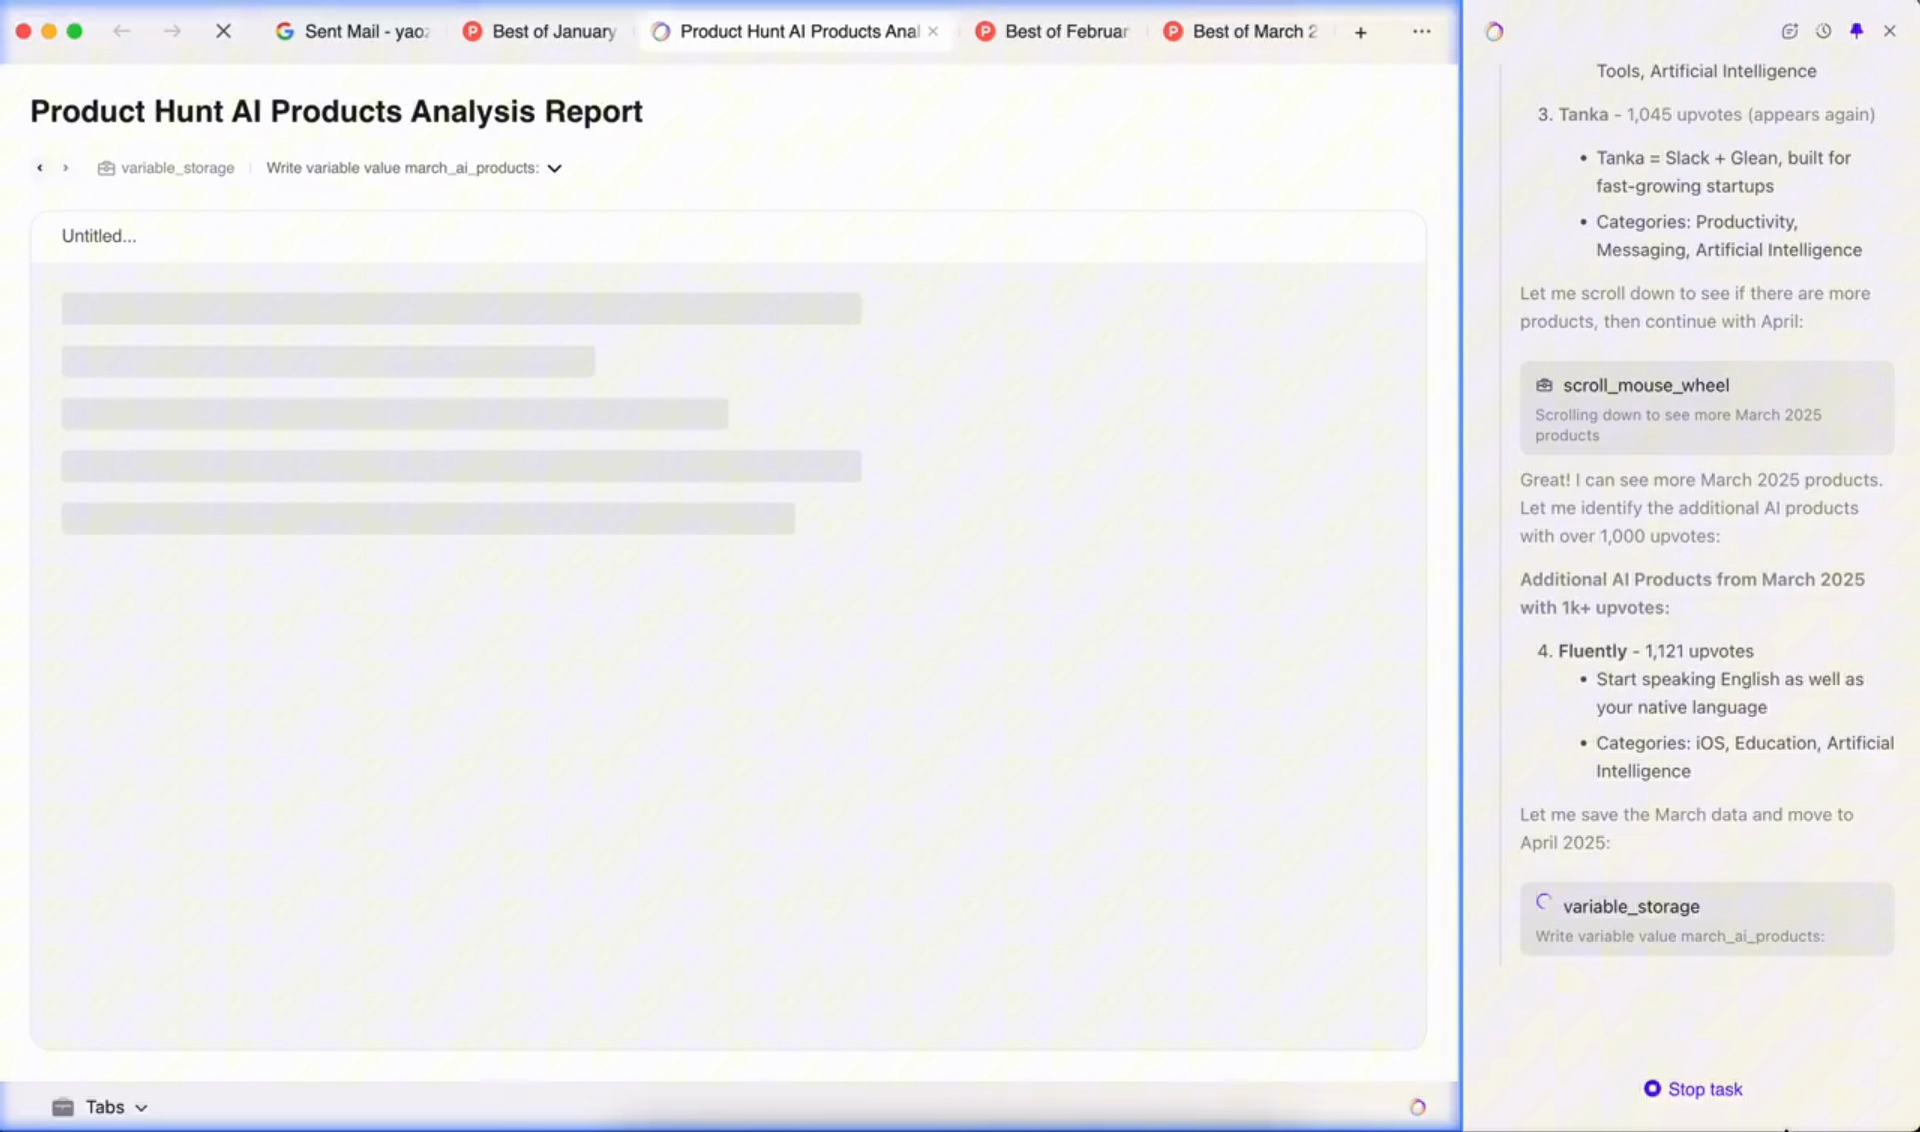 Sent Mail - yao
Best of January
Product Hunt AI Products Anal
Best of Februar
Best of March 2
Product Hunt AI Products Analysis Report
variable_storage
Write variable value march_ai_products:
Untitled...
Tabs
Tools, Artificial Intelligence
3. Tanka - 1,045 upvotes (appears again)
• Tanka = Slack + Glean, built for
fast-growing startups
• Categories: Productivity,
Messaging, Artificial Intelligence
Let me scroll down to see if there are more
products, then continue with April:
scroll_mouse_wheel
Scrolling down to see more March 2025
products
Great! I can see more March 2025 products.
Let me identify the additional AI products
with over 1,000 upvotes:
Additional AI Products from March 2025
with 1k+ upvotes:
4. Fluently - 1,121 upvotes
• Start speaking English as well as
your native language
• Categories: iOS, Education, Artificial
Intelligence
Let me save the March data and move to
April 2025:
variable_storage
Write variable value march_ai_products:
Stop task